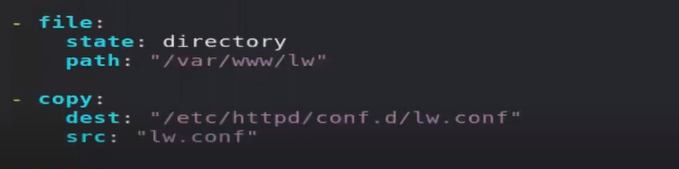 - file:
    state: directory
    path: "/var/www/lw"
- copy:
    dest: "/etc/httpd/conf.d/lw.conf"
    src: "lw.conf"